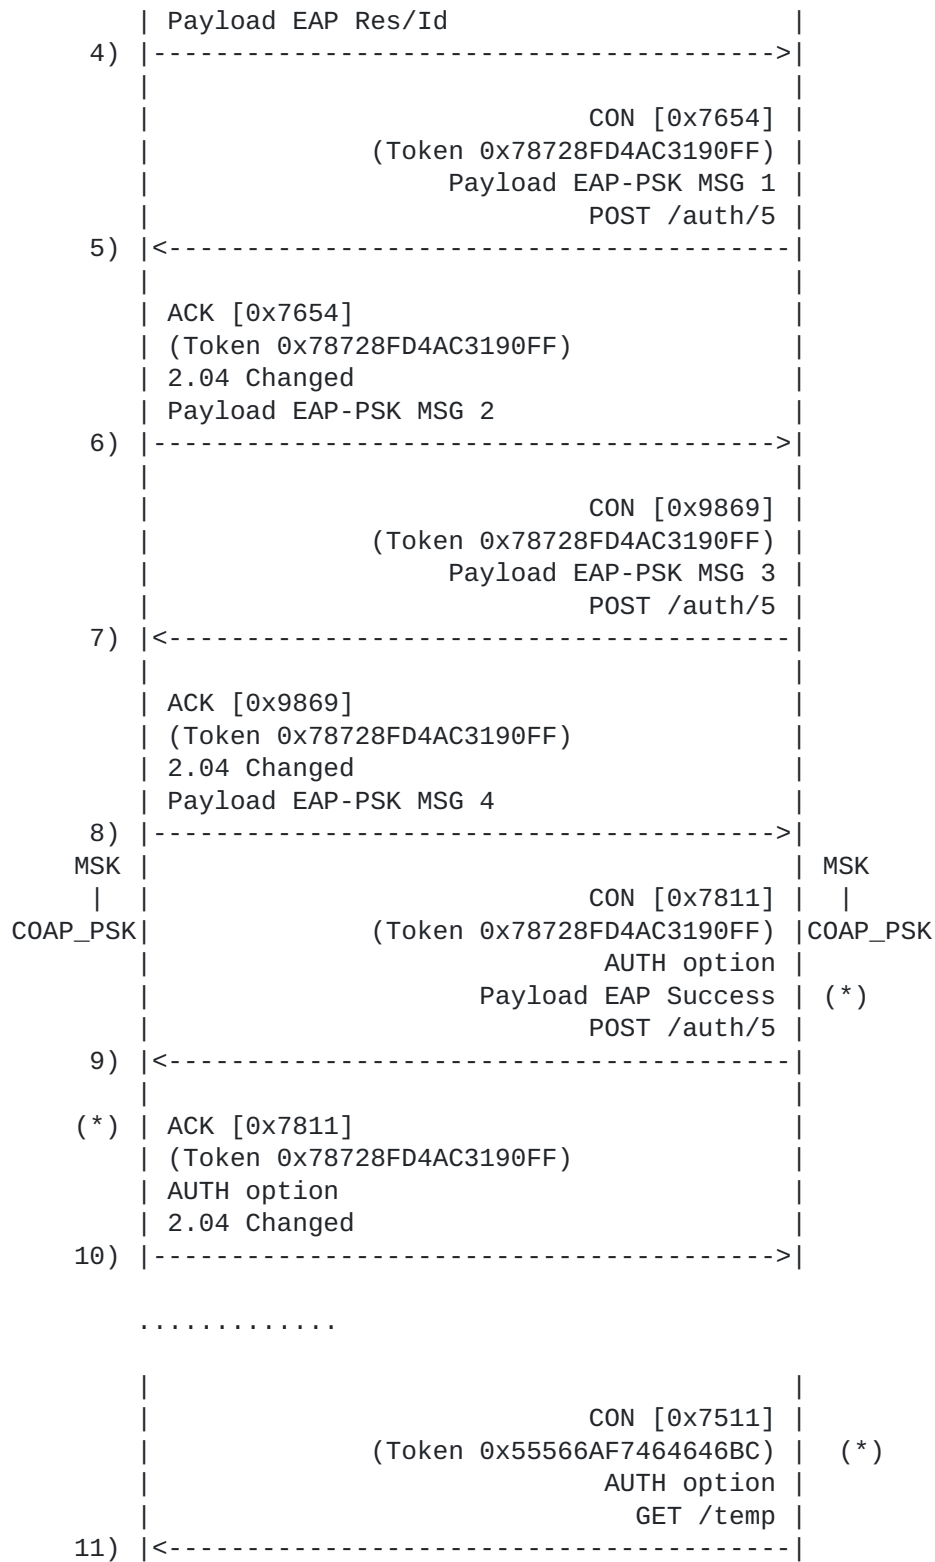 | Payload EAP Res/Id                      |
4) |---------------------------------------->|
|                                         |
|                            CON [0x7654] |
|              (Token 0x78728FD4AC3190FF) |
|                   Payload EAP-PSK MSG 1 |
|                            POST /auth/5 |
5) |<----------------------------------------|
|                                         |
| ACK [0x7654]                            |
| (Token 0x78728FD4AC3190FF)              |
| 2.04 Changed                            |
| Payload EAP-PSK MSG 2                   |
6) |---------------------------------------->|
|                                         |
|                            CON [0x9869] |
|              (Token 0x78728FD4AC3190FF) |
|                   Payload EAP-PSK MSG 3 |
|                            POST /auth/5 |
7) |<----------------------------------------|
|                                         |
| ACK [0x9869]                            |
| (Token 0x78728FD4AC3190FF)              |
| 2.04 Changed                            |
| Payload EAP-PSK MSG 4                   |
8) |---------------------------------------->|
MSK |                                         | MSK
|  |                            CON [0x7811] |  |
COAP_PSK|              (Token 0x78728FD4AC3190FF) |COAP_PSK
|                             AUTH option |
|                     Payload EAP Success | (*)
|                            POST /auth/5 |
9) |<----------------------------------------|
|                                         |
(*) | ACK [0x7811]                            |
| (Token 0x78728FD4AC3190FF)              |
| AUTH option                             |
| 2.04 Changed                            |
10) |---------------------------------------->|
.............
|                                         |
|                            CON [0x7511] |
|              (Token 0x55566AF7464646BC) |  (*)
|                             AUTH option |
|                               GET /temp |
11) |<----------------------------------------|